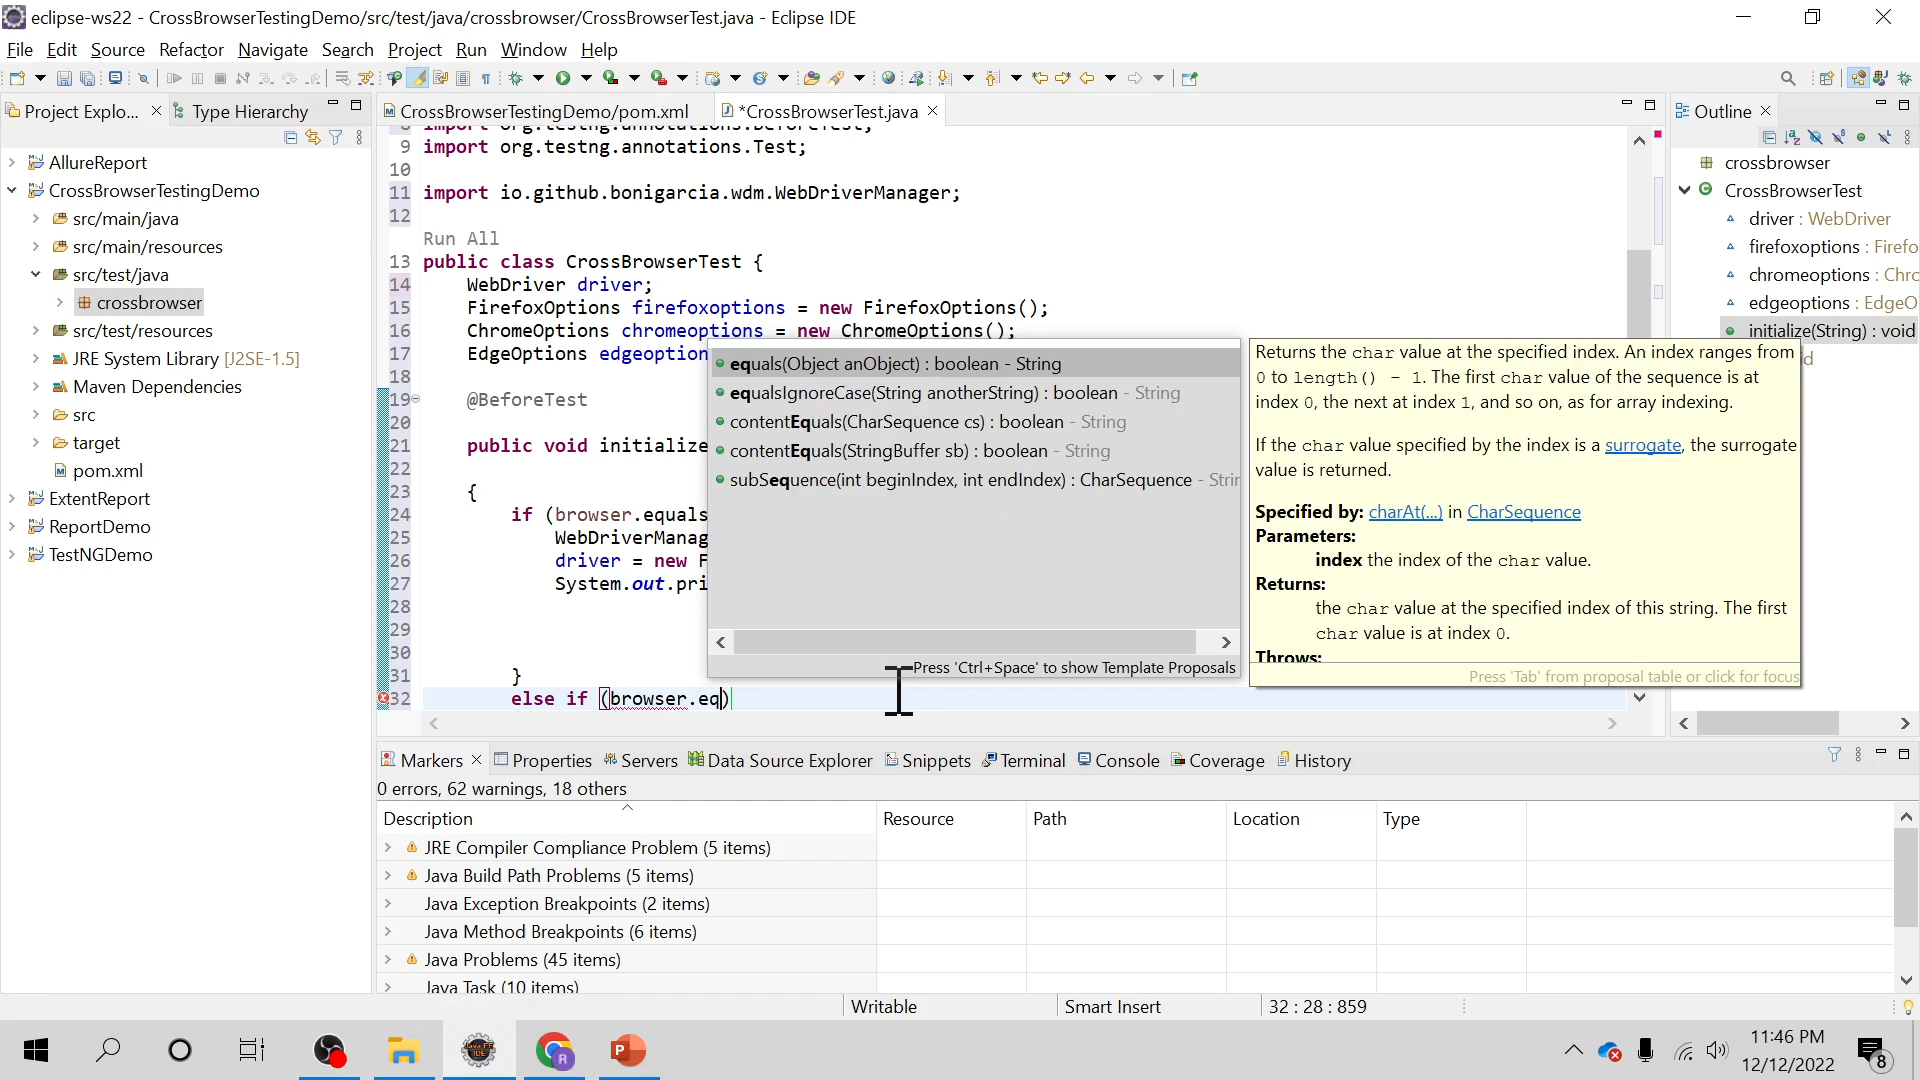 eclipse-ws22 - CrossBrowserTestingDemo/src/test/java/crossbrowser/CrossBrowserTest.java - Eclipse IDE
File Edit Source Refactor Navigate Search Project Run Window Help
Project Explo... Type Hierarchy
AllureReport
CrossBrowserTestingDemo
src/main/java
src/main/resources
src/test/java
crossbrowser
src/test/resources
JRE System Library [J2SE-1.5]
Maven Dependencies
src
target
pom.xml
ExtentReport
ReportDemo
TestNGDemo
CrossBrowserTestingDemo/pom.xml *CrossBrowserTest.java
8 import org.testng.annotations.BeforeTest;
9 import org.testng.annotations.Test;
10
11 import io.github.bonigarcia.wdm.WebDriverManager;
12
Run All
13 public class CrossBrowserTest {
14 WebDriver driver;
15 FirefoxOptions firefoxoptions = new FirefoxOptions();
16 ChromeOptions chromeoptions = new ChromeOptions();
17 EdgeOptions edgeoption
18
19 @BeforeTest
20
21 public void initialize
22
23 {
24 if (browser.equals
25 WebDriverManag
26 driver = new F
27 System.out.pri
28
29
30
31 }
32 else if (browser.eq)
equals(Object anObject) : boolean - String
equalsIgnoreCase(String anotherString) : boolean - String
contentEquals(CharSequence cs) : boolean - String
contentEquals(StringBuffer sb) : boolean - String
subSequence(int beginIndex, int endIndex) : CharSequence - Strin
Press 'Ctrl+Space' to show Template Proposals
Returns the char value at the specified index. An index ranges from
0 to length() - 1. The first char value of the sequence is at
index 0, the next at index 1, and so on, as for array indexing.
If the char value specified by the index is a surrogate, the surrogate
value is returned.
Specified by: charAt(...) in CharSequence
Parameters:
index the index of the char value.
Returns:
the char value at the specified index of this string. The first
char value is at index 0.
Throws:
Press 'Tab' from proposal table or click for focus
Outline
crossbrowser
CrossBrowserTest
driver : WebDriver
firefoxoptions : Firefo
chromeoptions : Chro
edgeoptions : EdgeO
initialize(String) : void
d
Markers Properties Servers Data Source Explorer Snippets Terminal Console Coverage History
0 errors, 62 warnings, 18 others
Description Resource Path Location Type
JRE Compiler Compliance Problem (5 items)
Java Build Path Problems (5 items)
Java Exception Breakpoints (2 items)
Java Method Breakpoints (6 items)
Java Problems (45 items)
Java Task (10 items)
Writable Smart Insert 32 : 28 : 859
11:46 PM
12/12/2022
8